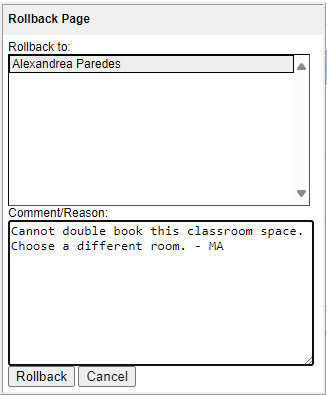 Rollback Page
Rollback to:
Alexandrea Paredes
Comment/Reason:
Cannot double book this classroom space.
Choose a different room. - MA
Rollback Cancel